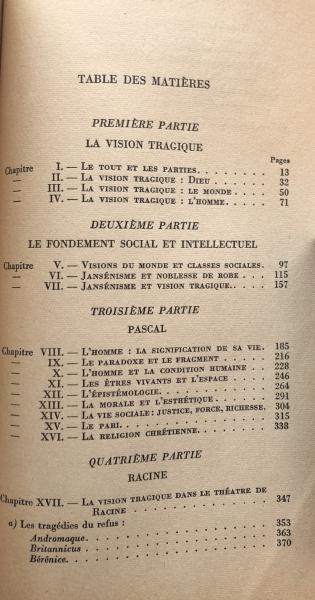 TABLE DES MATIÈRES
PREMIÈRE PARTIE
LA VISION TRAGIQUE
Pages
Chapitre I. — Le tout et les parties. . . . . . . . . 13
— II. — La vision tragique : Dieu . . . . . . 32
— III. — La vision tragique : le monde . . . . 50
— IV. — La vision tragique : l'homme. . . . . 71
DEUXIÈME PARTIE
LE FONDEMENT SOCIAL ET INTELLECTUEL
Chapitre V. — Visions du monde et classes sociales. 97
— VI. — Jansénisme et noblesse de robe . . . 115
— VII. — Jansénisme et vision tragique.. . . . 157
TROISIÈME PARTIE
PASCAL
Chapitre VIII. — L'homme : la signification de sa vie. 185
— IX. — Le paradoxe et le fragment . . . . . 216
— X. — L'homme et la condition humaine . . 228
— XI. — Les êtres vivants et l'espace . . . . 246
— XII. — L'épistémologie. . . . . . . . . . 264
— XIII. — La morale et l'esthétique . . . . . 291
— XIV. — La vie sociale : justice, force, richesse. 304
— XV. — Le pari. . . . . . . . . . . . . 315
— XVI. — La religion chrétienne. . . . . . . 338
QUATRIÈME PARTIE
RACINE
Chapitre XVII. — La vision tragique dans le théatre de
Racine . . . . . . . . . . . . . 347
a) Les tragédies du refus : . . . . . . . . . . . 353
Andromaque. . . . . . . . . . . . . . . 363
Britannicus . . . . . . . . . . . . . . . 370
Bérénice. . . . . . . . . . . . . . . .